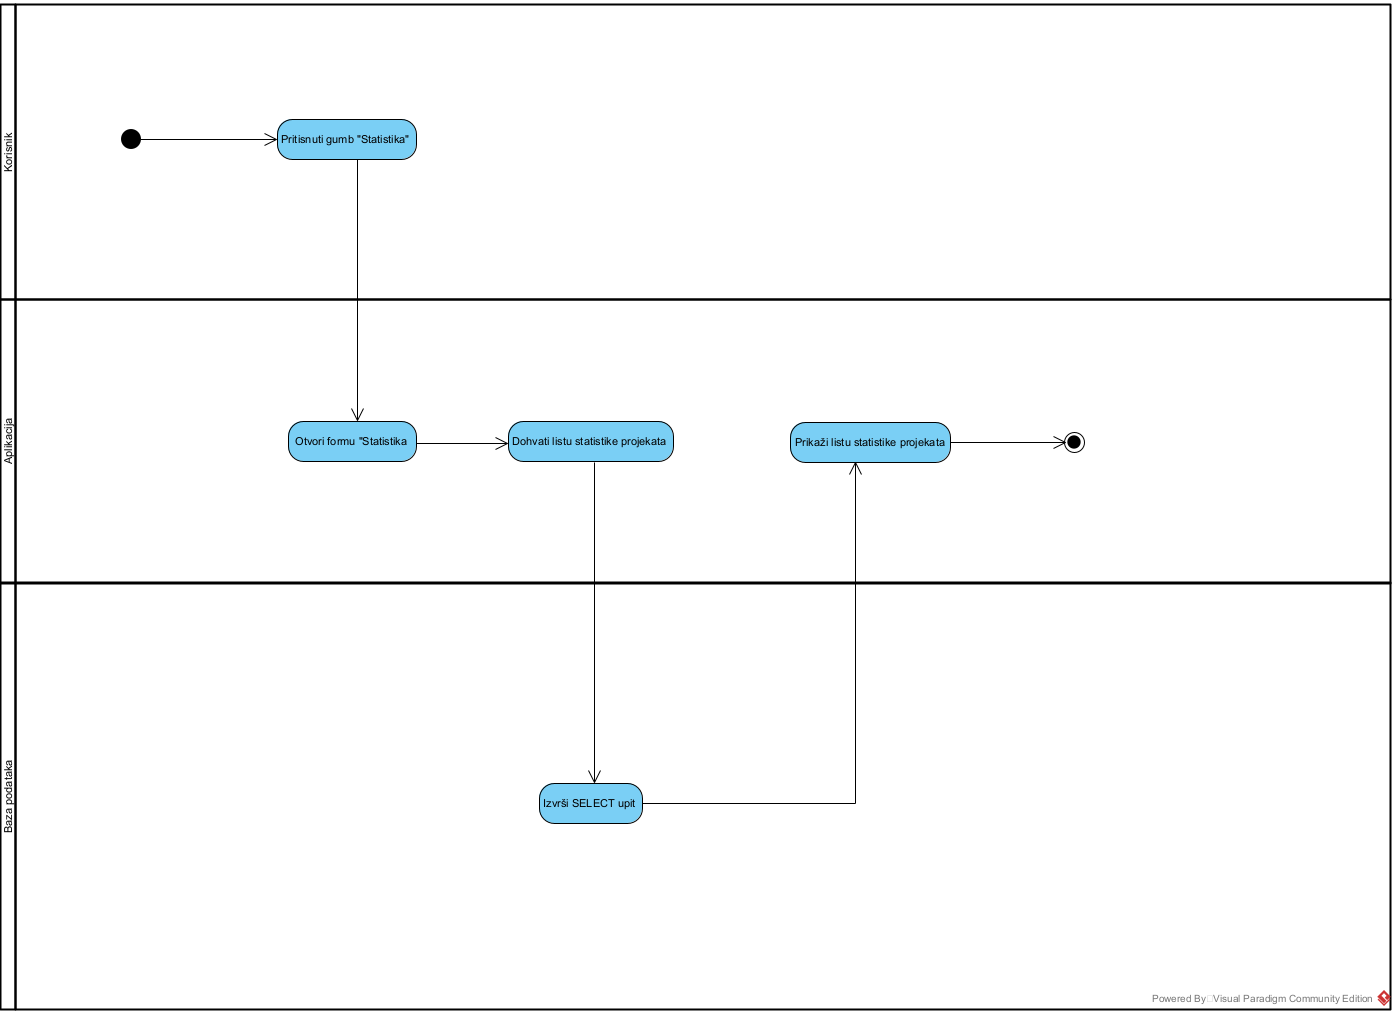 Korisnik
Pritisnuti gumb "Statistika"
Aplikacija
Otvori formu "Statistika
Dohvati listu statistike projekata
Prikaži listu statistike projekata
Baza podataka
Izvrši SELECT upit
Powered By Visual Paradigm Community Edition